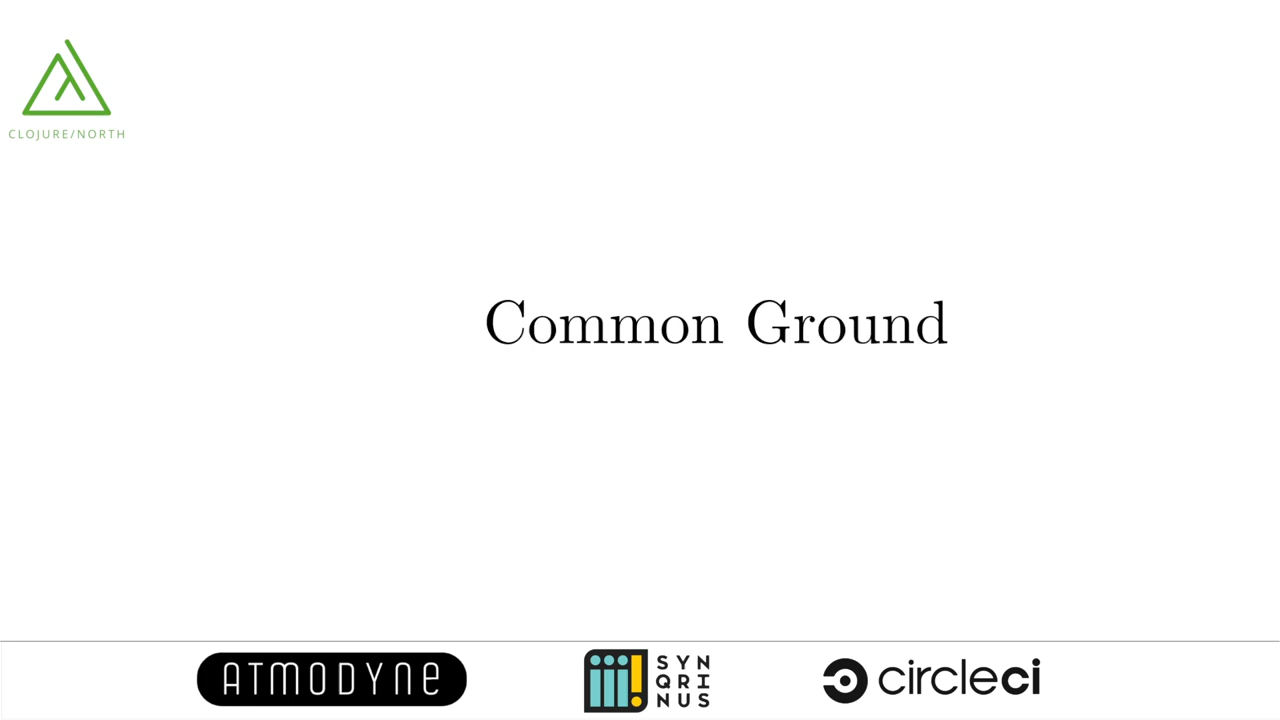 CLOJURE/NORTH
Common Ground
ATMODYNE
SYN
QRI
NUS
circleci